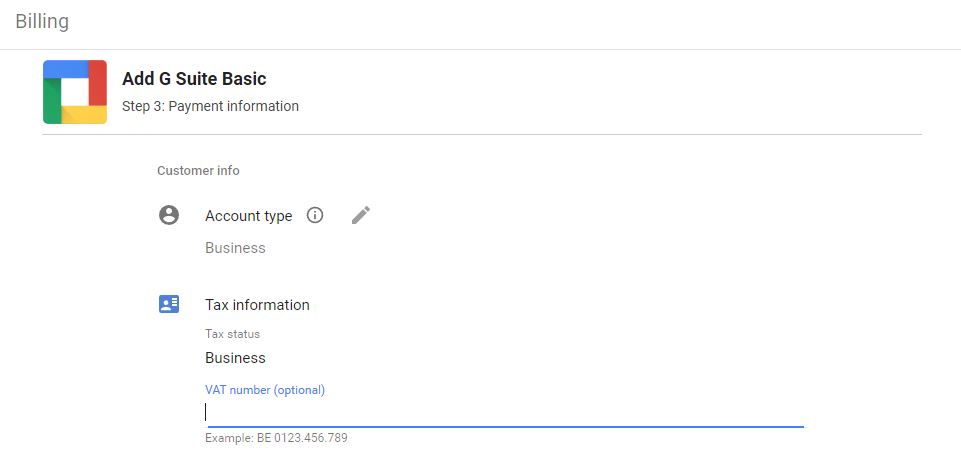 Billing
Add G Suite Basic
Step 3: Payment information
Customer info
Account type
Business
Tax information
Tax status
Business
VAT number (optional)
Example: BE 0123.456.789